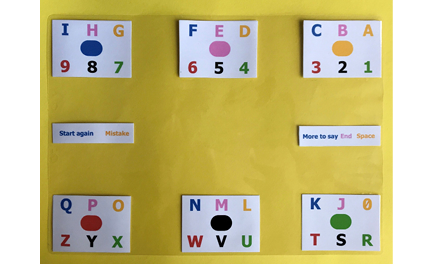 I H G
9 8 7
F E D
6 5 4
C B A
3 2 1
Start again Mistake
More to say End Space
Q P O
Z Y X
N M L
W V U
K J 0
T S R